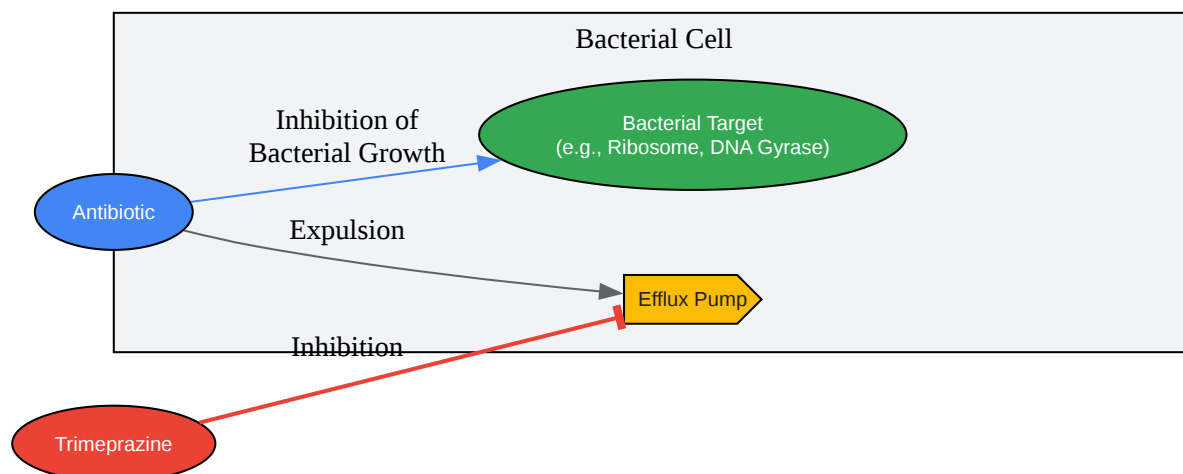 Bacterial Cell
Inhibition of
Bacterial Growth
Bacterial Target
(e.g., Ribosome, DNA Gyrase)
Antibiotic
Expulsion
Efflux Pump
Inhibition
Trimeprazine